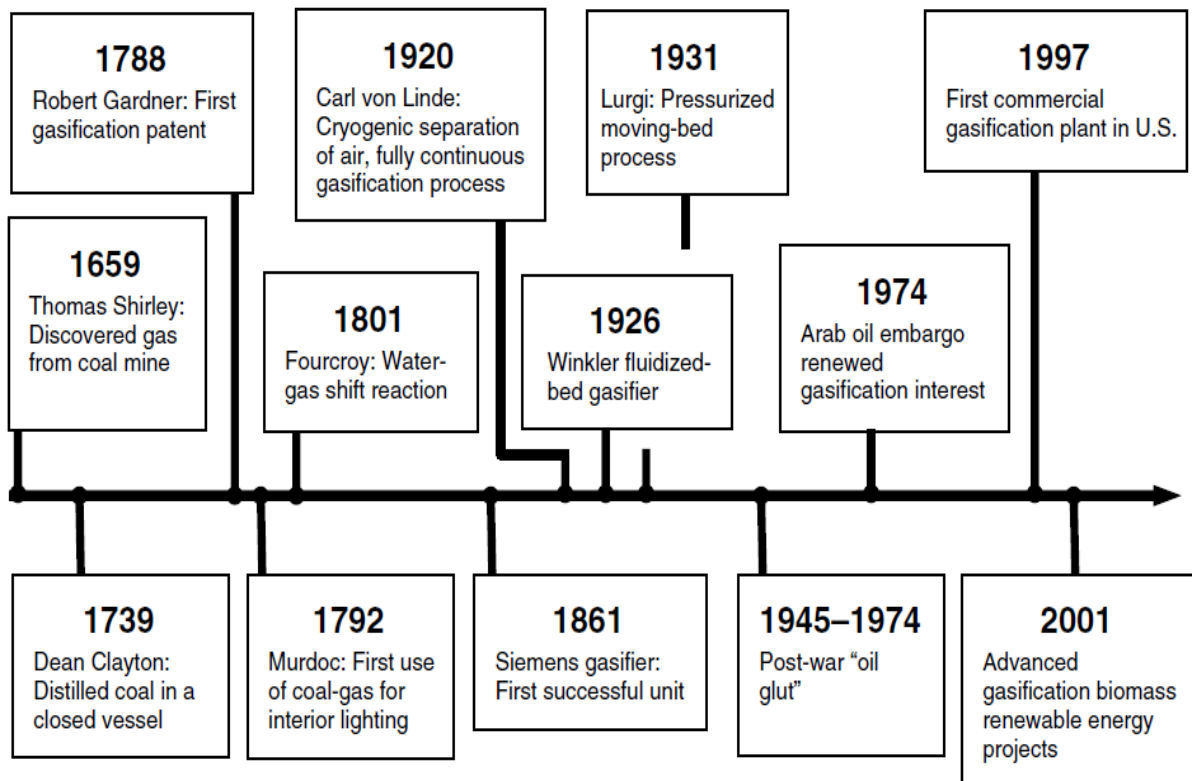 1788
Robert Gardner: First
gasification patent
1920
Carl von Linde:
Cryogenic separation
of air, fully continuous
gasification process
1931
Lurgi: Pressurized
moving-bed
process
1997
First commercial
gasification plant in U.S.
1659
Thomas Shirley:
Discovered gas
from coal mine
1801
Fourcroy: Water-
gas shift reaction
1926
Winkler fluidized-
bed gasifier
1974
Arab oil embargo
renewed
gasification interest
1739
Dean Clayton:
Distilled coal in a
closed vessel
1792
Murdoc: First use
of coal-gas for
interior lighting
1861
Siemens gasifier:
First successful unit
1945–1974
Post-war “oil
glut”
2001
Advanced
gasification biomass
renewable energy
projects